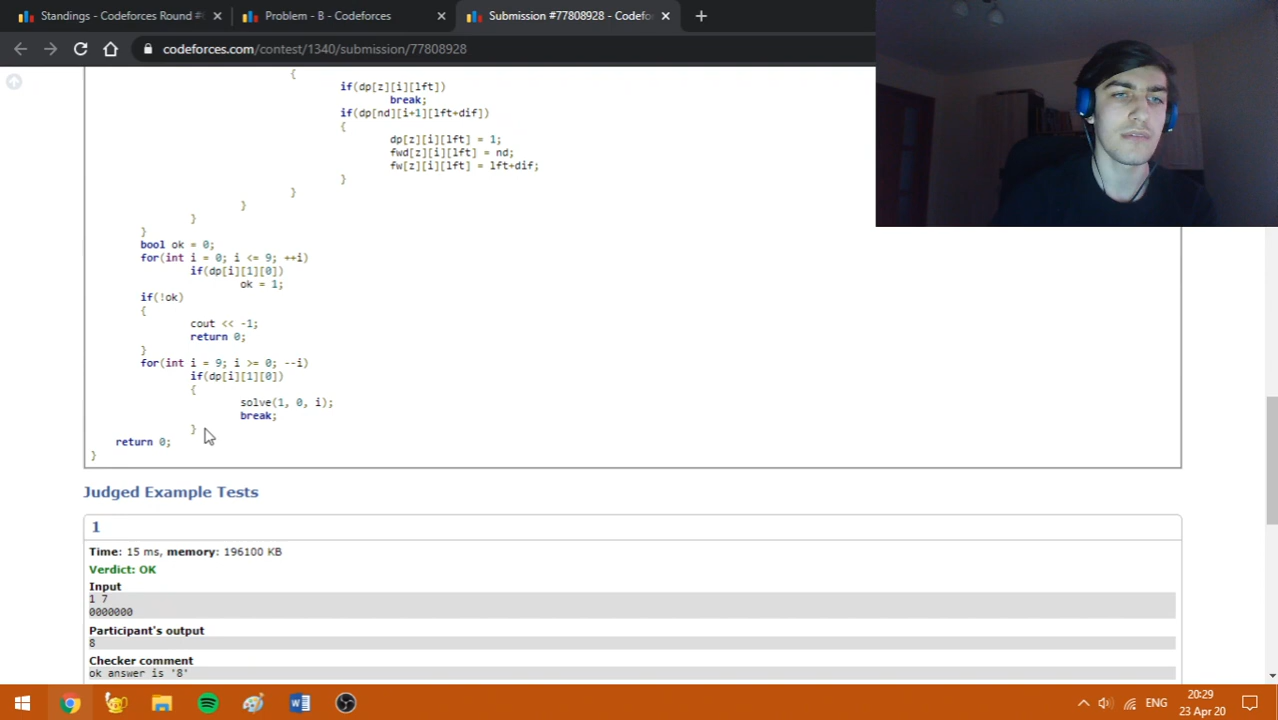 Standings - Codeforces Round #
Problem - B - Codeforces
Submission #77808928 - Codefo
codeforces.com/contest/1340/submission/77808928
{
if(dp[z][i][lft])
break;
if(dp[nd][i+1][lft+dif])
{
dp[z][i][lft] = 1;
fwd[z][i][lft] = nd;
fw[z][i][lft] = lft+dif;
}
}
}
}
}
bool ok = 0;
for(int i = 0; i <= 9; ++i)
if(dp[i][1][0])
ok = 1;
if(!ok)
{
cout << -1;
return 0;
}
for(int i = 9; i >= 0; --i)
if(dp[i][1][0])
{
solve(1, 0, i);
break;
}
return 0;
}
Judged Example Tests
1
Time: 15 ms, memory: 196100 KB
Verdict: OK
Input
1 7
0000000
Participant's output
8
Checker comment
ok answer is '8'
ENG
20:29
23 Apr 20